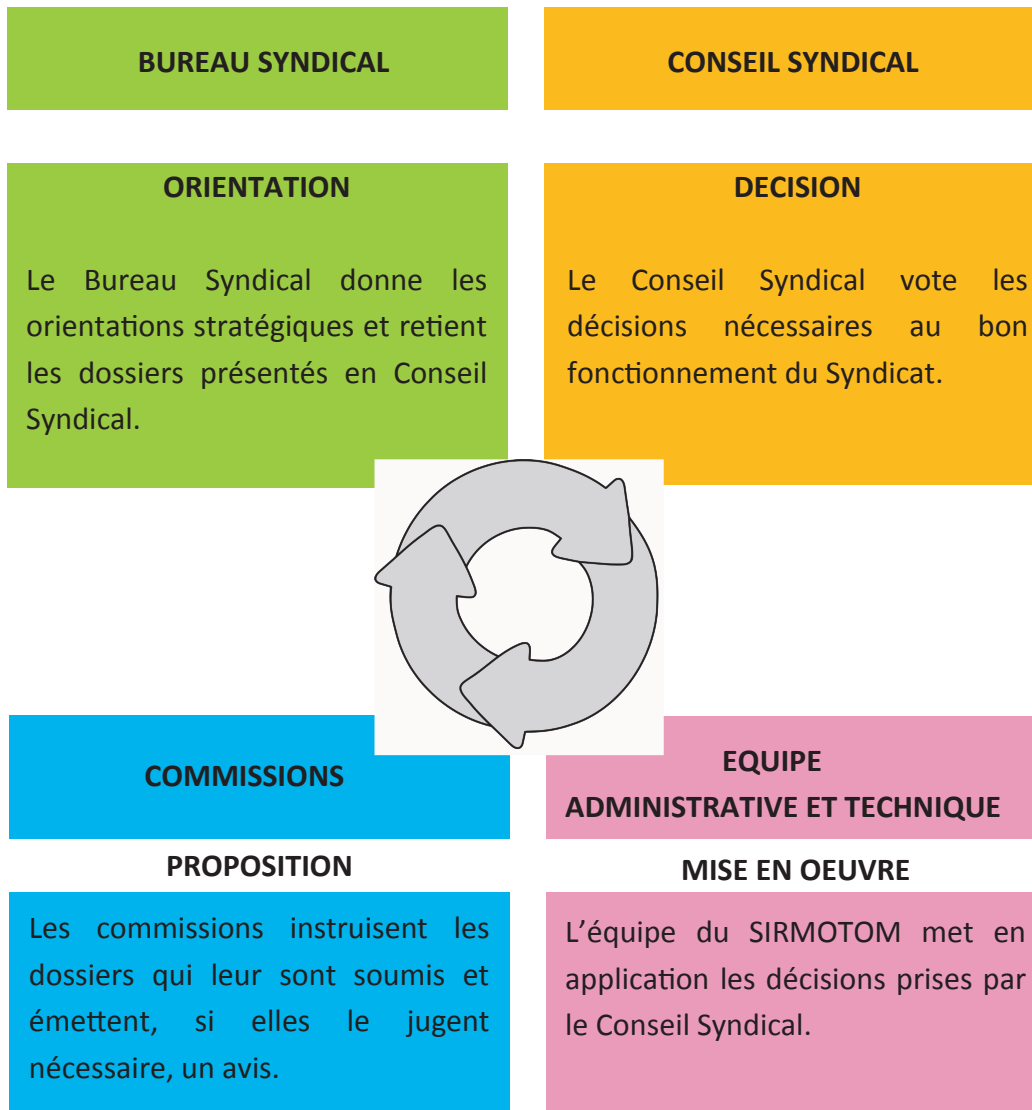 BUREAU SYNDICAL
ORIENTATION
Le Bureau Syndical donne les
orientations stratégiques et retient
les dossiers présentés en Conseil
Syndical.
CONSEIL SYNDICAL
DECISION
Le Conseil Syndical vote les
décisions nécessaires au bon
fonctionnement du Syndicat.
COMMISSIONS
PROPOSITION
Les commissions instruisent les
dossiers qui leur sont soumis et
émettent, si elles le jugent
nécessaire, un avis.
EQUIPE
ADMINISTRATIVE ET TECHNIQUE
MISE EN OEUVRE
L’équipe du SIRMOTOM met en
application les décisions prises par
le Conseil Syndical.